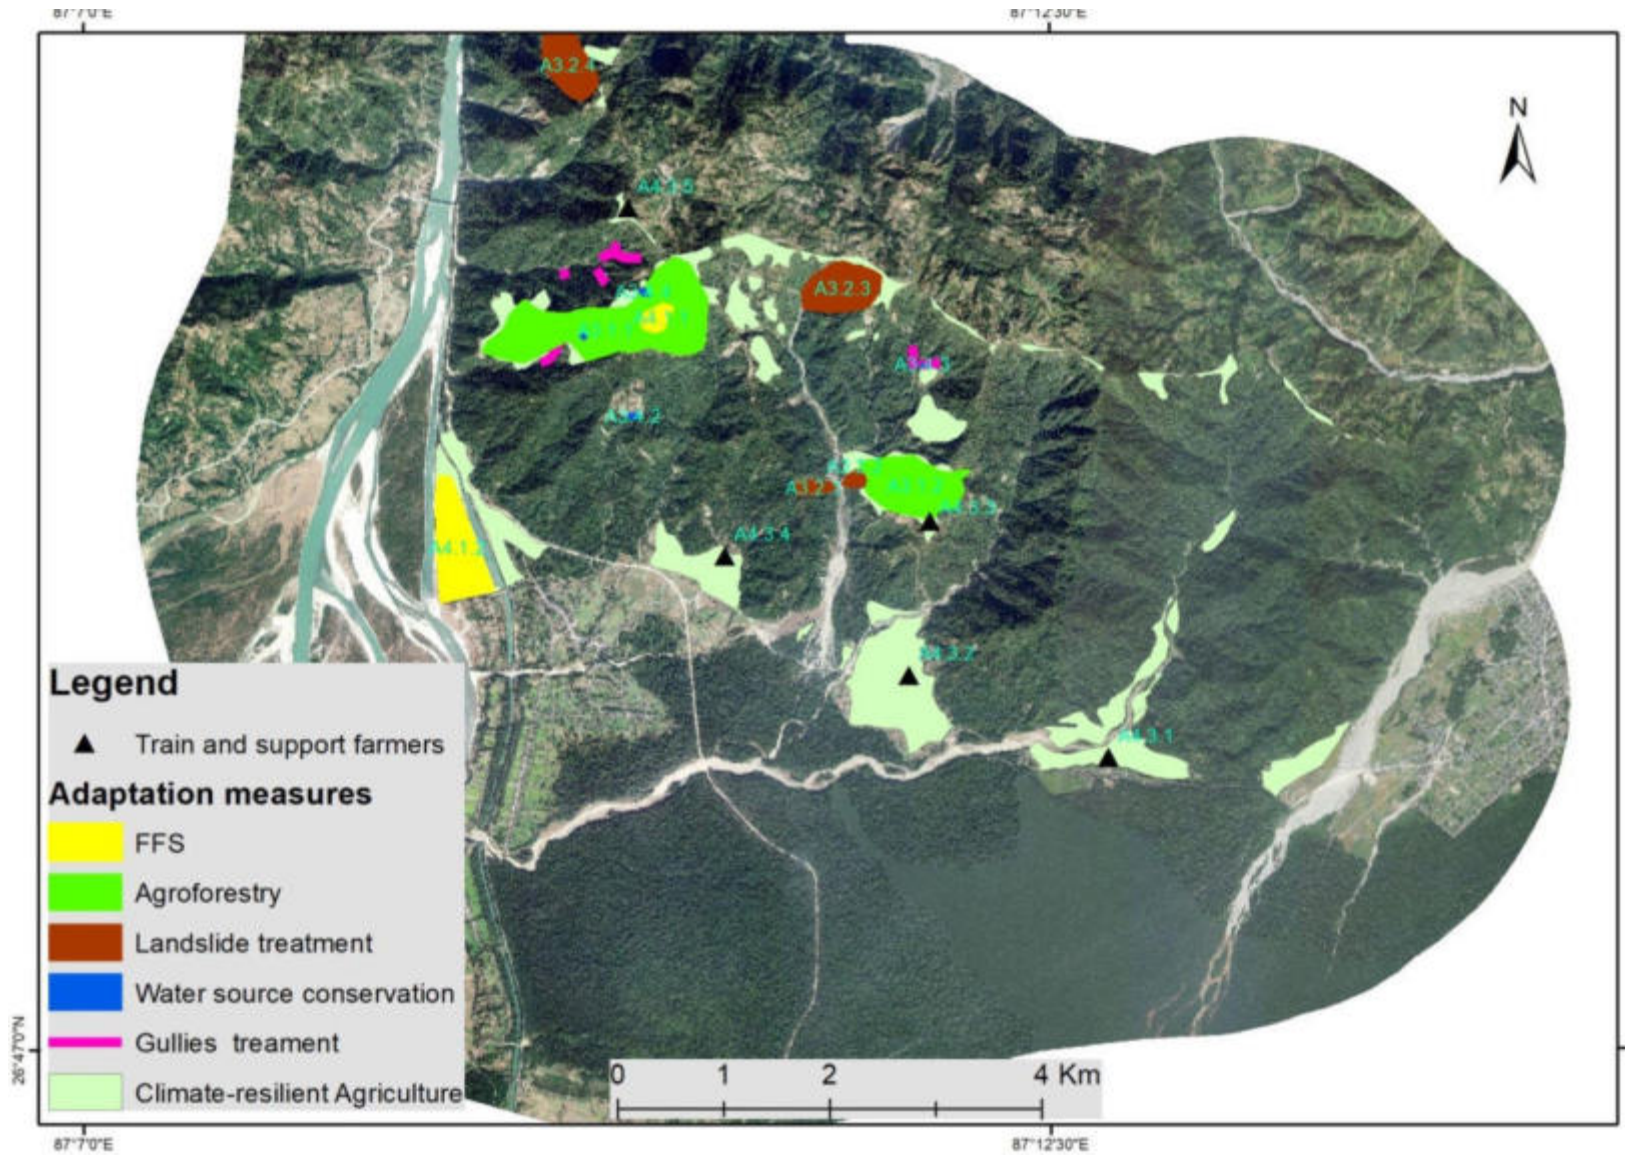 87°7'0"E
87°12'30"E
N
A3.2.4
A4.3.5
A3.2.3
A3.4.2
A4.1.2
A4.3.4
A4.3.2
A4.3.1
Legend
Train and support farmers
Adaptation measures
FFS
Agroforestry
Landslide treatment
Water source conservation
Gullies treament
Climate-resilient Agriculture
26°47'0"N
0 1 2 4 Km
87°7'0"E
87°12'30"E